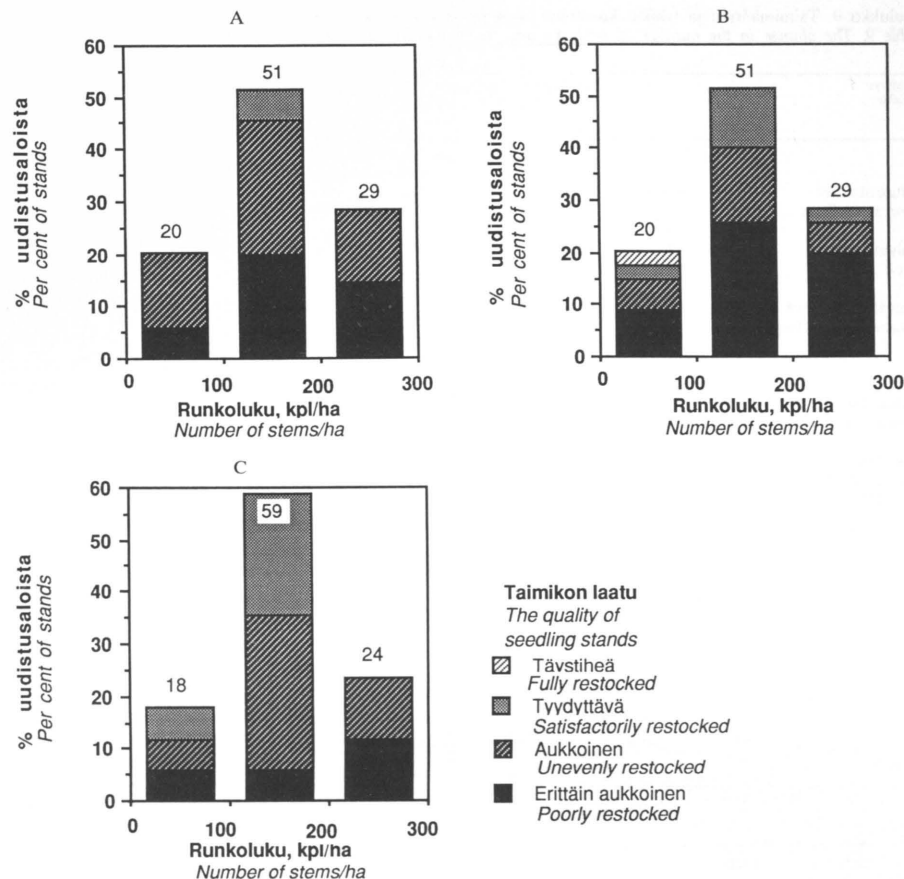 A
60
50
40
30
20
10
0
% uudistusaloista
Per cent of stands
20
51
29
0 100 200 300
Runkoluku, kpl/ha
Number of stems/ha
B
60
50
40
30
20
10
0
% uudistusaloista
Per cent of stands
20
51
29
0 100 200 300
Runkoluku, kpl/ha
Number of stems/ha
C
60
50
40
30
20
10
0
% uudistusaloista
Per cent of stands
18
59
24
0 100 200 300
Runkoluku, kpl/ha
Number of stems/ha
Taimikon laatu
The quality of
seedling stands
Tävstiheä
Fully restocked
Tyydyttävä
Satisfactorily restocked
Aukkoinen
Unevenly restocked
Erittäin aukkoinen
Poorly restocked